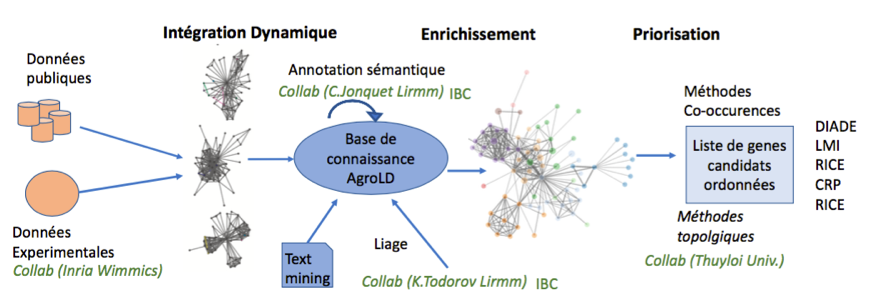 Intégration Dynamique
Enrichissement
Priorisation
Données
publiques
Données
Experimentales
Collab (Inria Wimmics)
Annotation sémantique
Collab (C.Jonquet Lirmm) IBC
Base de
connaissance
AgroLD
Text
mining
Liage
Collab (K.Todorov Lirmm) IBC
Méthodes
Co-occurences
Liste de genes
candidats
ordonnées
Méthodes
topolgiques
Collab (Thuyloi Univ.)
DIADE
LMI
RICE
CRP
RICE